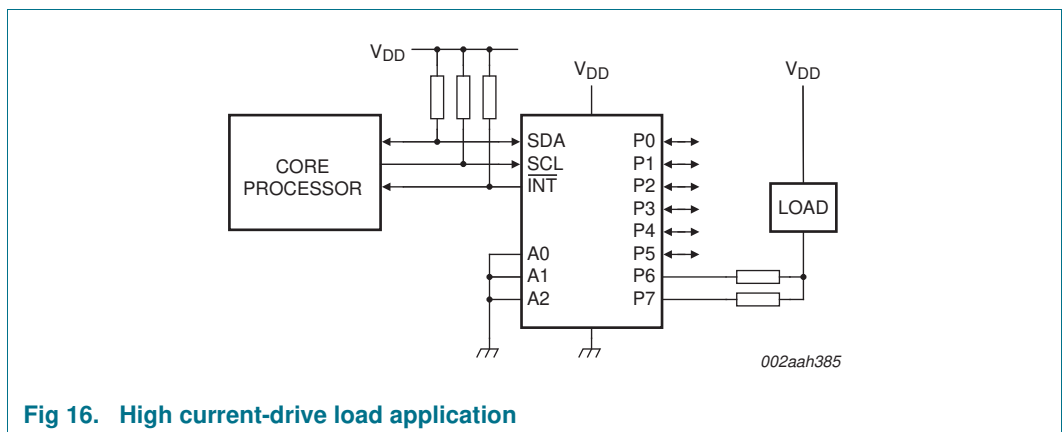 VDD
VDD
VDD
CORE
PROCESSOR
SDA
SCL
INT
A0
A1
A2
P0
P1
P2
P3
P4
P5
P6
P7
LOAD
002aah385
Fig 16. High current-drive load application